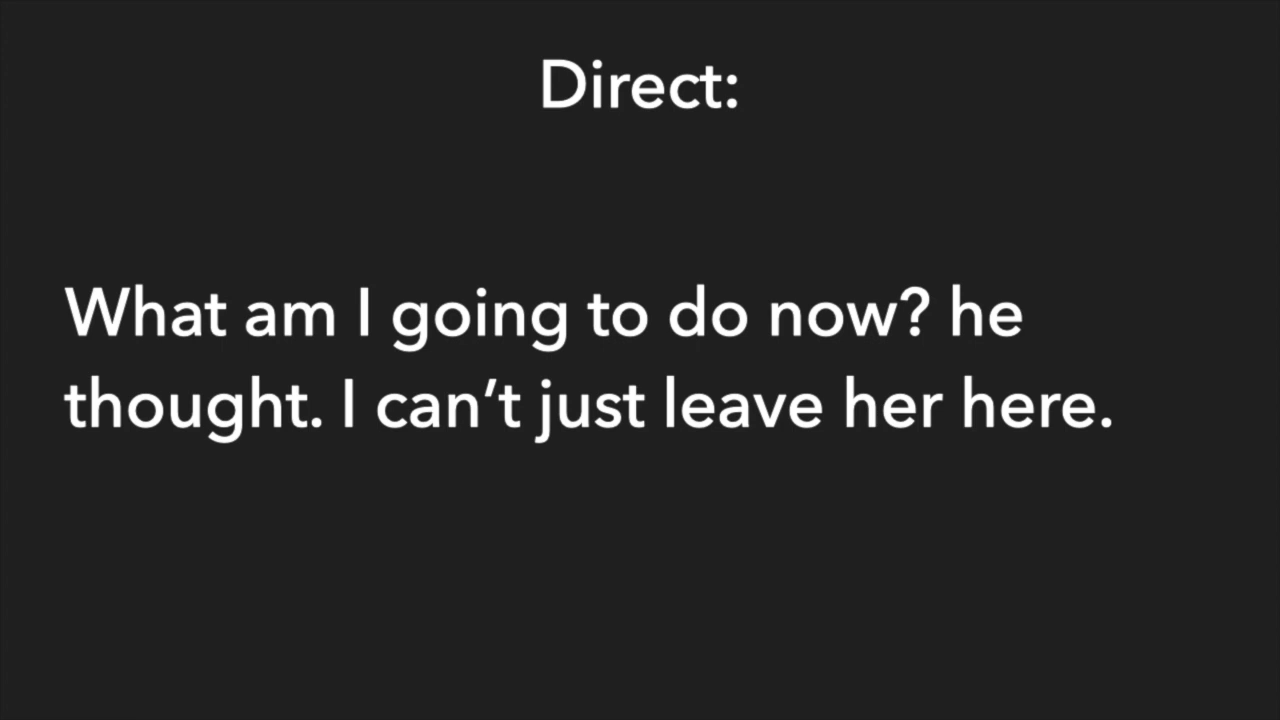 Direct:
What am I going to do now? he
thought. I can’t just leave her here.